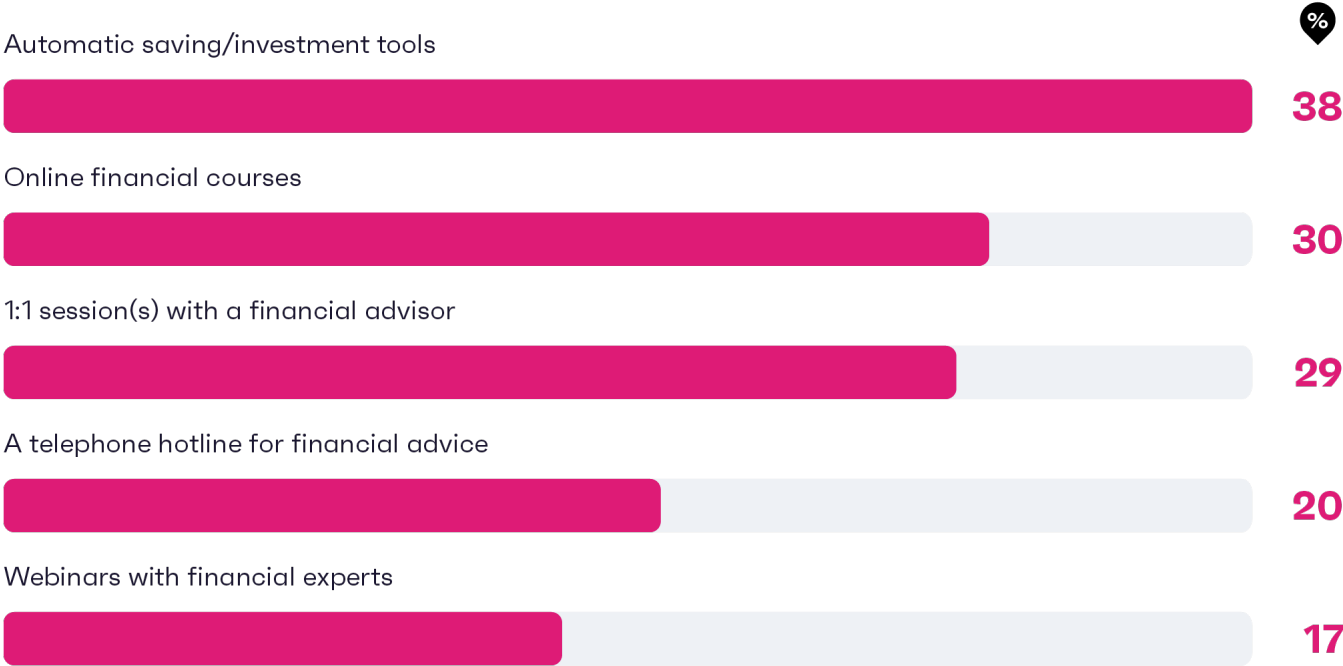 %
Automatic saving/investment tools
38
Online financial courses
30
1:1 session(s) with a financial advisor
29
A telephone hotline for financial advice
20
Webinars with financial experts
17